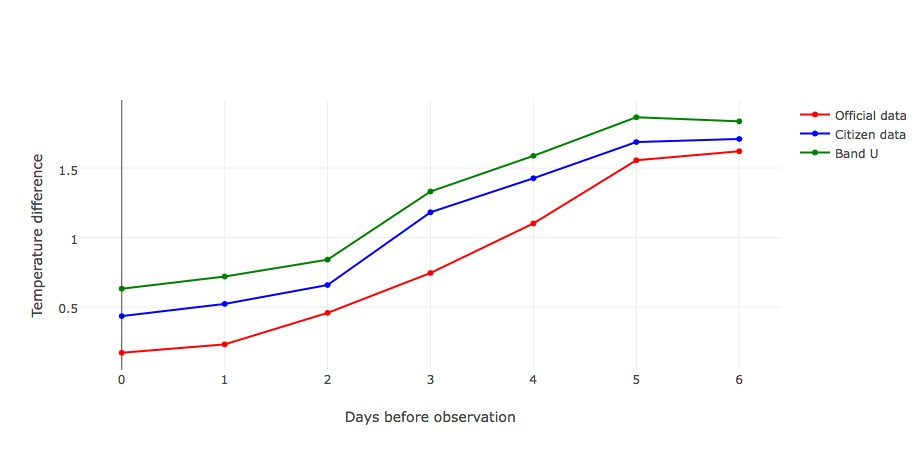 Official data
Citizen data
Band U
Temperature difference
1.5
1
0.5
0 1 2 3 4 5 6
Days before observation